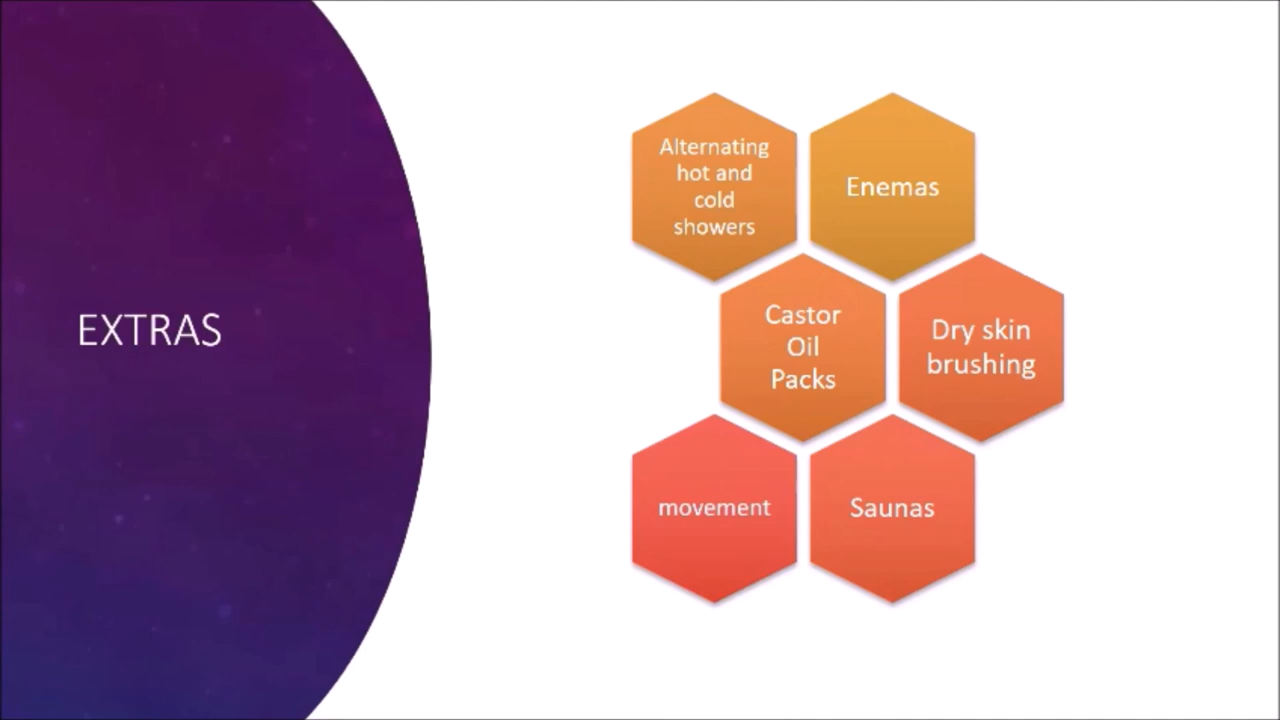 EXTRAS
Alternating
hot and
cold
showers
Enemas
Castor
Oil
Packs
Dry skin
brushing
movement
Saunas